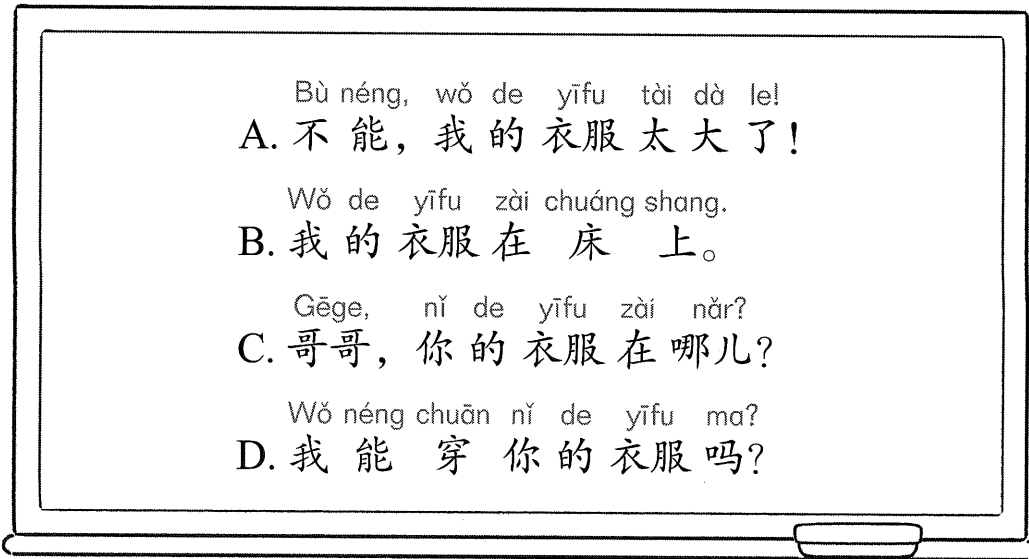 Bù néng, wǒ de yīfu tài dà le!
A. 不能，我的衣服太大了！
Wǒ de yīfu zài chuáng shang.
B. 我的衣服在床上。
Gēge, nǐ de yīfu zài nǎr?
C. 哥哥，你的衣服在哪儿？
Wǒ néng chuān nǐ de yīfu ma?
D. 我能穿你的衣服吗？